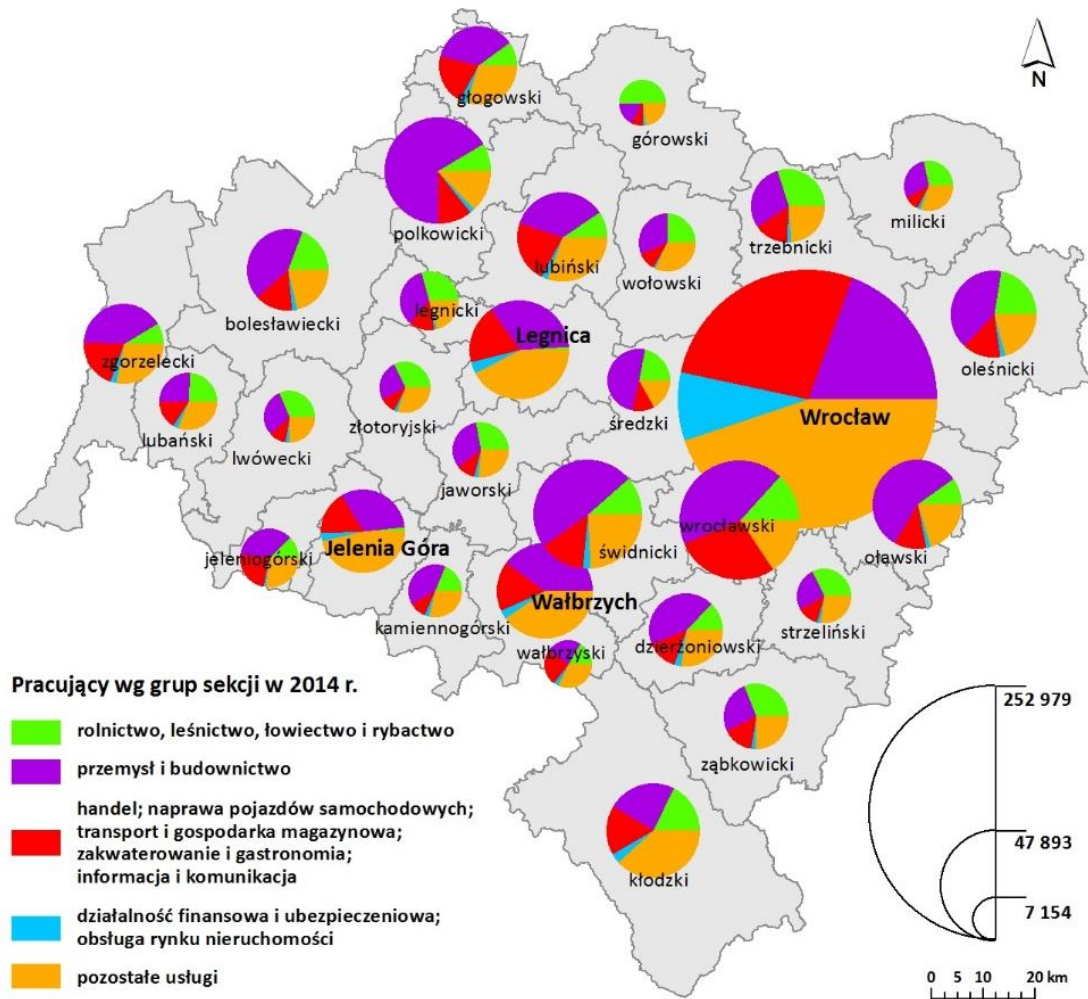 N
głogowski
górowski
milicki
polkowicki
lubiński
wołowski
trzebnicki
bolesławiecki
legnicki
Legnica
oleśnicki
zgorzelecki
złotoryjski
średzki
Wrocław
lubański
lwówecki
jaworski
wrocławski
oławski
jeleniogórski
Jelenia Góra
świdnicki
kamiennogórski
Wałbrzych
strzeliński
wałbrzyski
dzierżoniowski
ząbkowicki
kłodzki
Pracujący wg grup sekcji w 2014 r.
rolnictwo, leśnictwo, łowiectwo i rybactwo
przemysł i budownictwo
handel; naprawa pojazdów samochodowych;
transport i gospodarka magazynowa;
zakwaterowanie i gastronomia;
informacja i komunikacja
działalność finansowa i ubezpieczeniowa;
obsługa rynku nieruchomości
pozostałe usługi
252 979
47 893
7 154
0 5 10 20 km